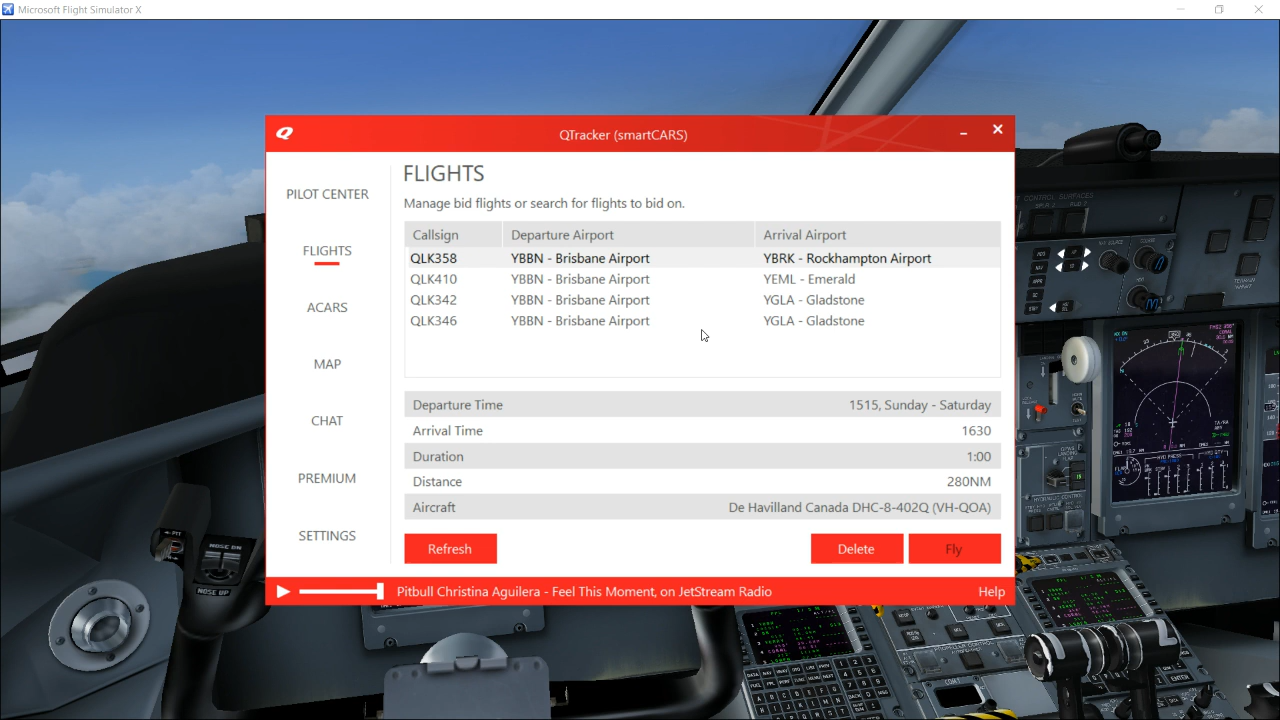 Microsoft Flight Simulator X
QTracker (smartCARS)
PILOT CENTER
FLIGHTS
ACARS
MAP
CHAT
PREMIUM
SETTINGS
FLIGHTS
Manage bid flights or search for flights to bid on.
Callsign Departure Airport Arrival Airport
QLK358 YBBN - Brisbane Airport YBRK - Rockhampton Airport
QLK410 YBBN - Brisbane Airport YEML - Emerald
QLK342 YBBN - Brisbane Airport YGLA - Gladstone
QLK346 YBBN - Brisbane Airport YGLA - Gladstone
Departure Time 1515, Sunday - Saturday
Arrival Time 1630
Duration 1:00
Distance 280NM
Aircraft De Havilland Canada DHC-8-402Q (VH-QOA)
Refresh Delete Fly
Pitbull Christina Aguilera - Feel This Moment, on JetStream Radio Help
NOSE DN
NOSE UP